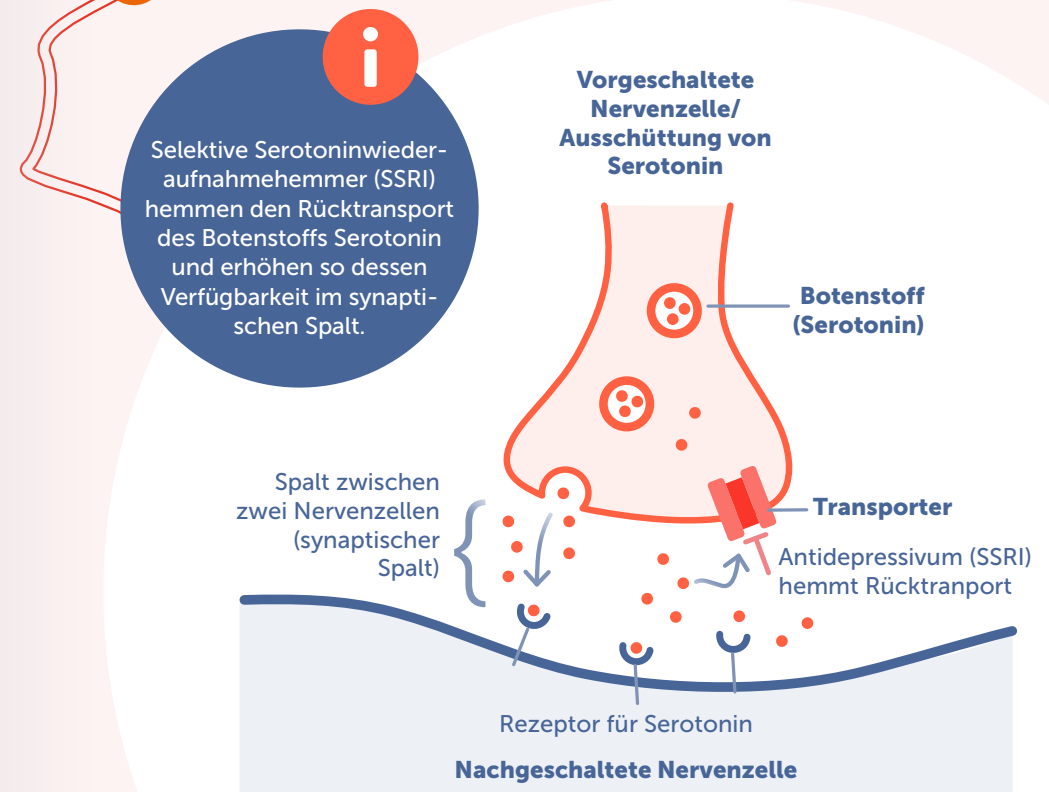 i
Selektive Serotoninwieder-
aufnahmehemmer (SSRI)
hemmen den Rücktransport
des Botenstoffs Serotonin
und erhöhen so dessen
Verfügbarkeit im synapti-
schen Spalt.
Vorgeschaltete
Nervenzelle/
Ausschüttung von
Serotonin
Botenstoff
(Serotonin)
Spalt zwischen
zwei Nervenzellen
(synaptischer
Spalt)
Transporter
Antidepressivum (SSRI)
hemmt Rücktranport
Rezeptor für Serotonin
Nachgeschaltete Nervenzelle